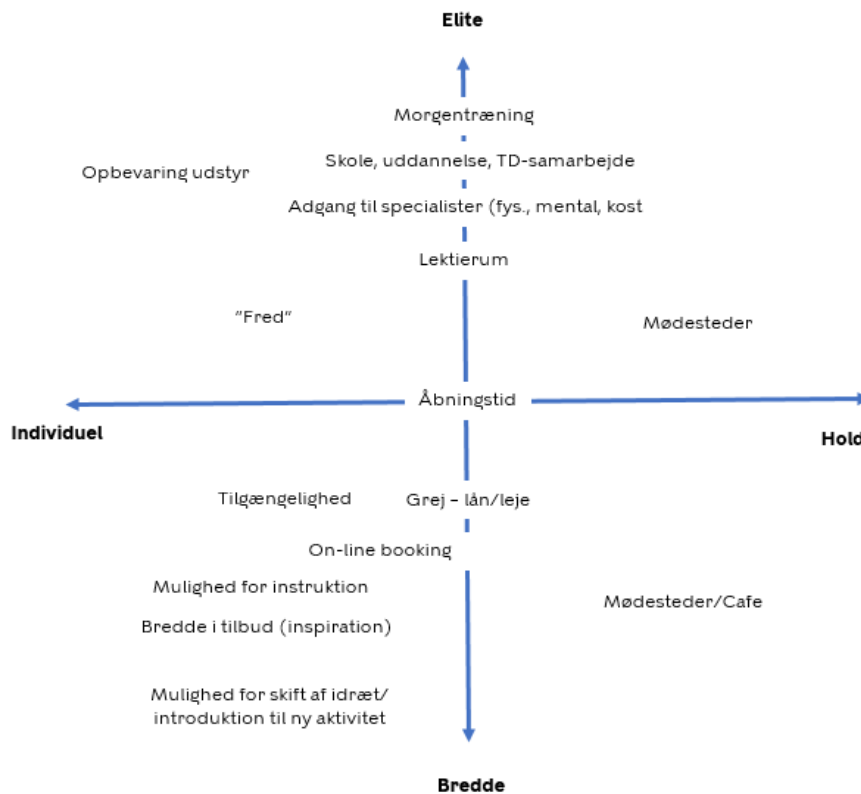 Elite
Morgentræning
Skole, uddannelse, TD-samarbejde
Opbevaring udstyr
Adgang til specialister (fys., mental, kost
Lektierum
"Fred"
Mødesteder
Åbningstid
Individuel
Hold
Tilgængelighed
Grej – lån/leje
On-line booking
Mulighed for instruktion
Mødesteder/Cafe
Bredde i tilbud (inspiration)
Mulighed for skift af idræt/
introduktion til ny aktivitet
Bredde